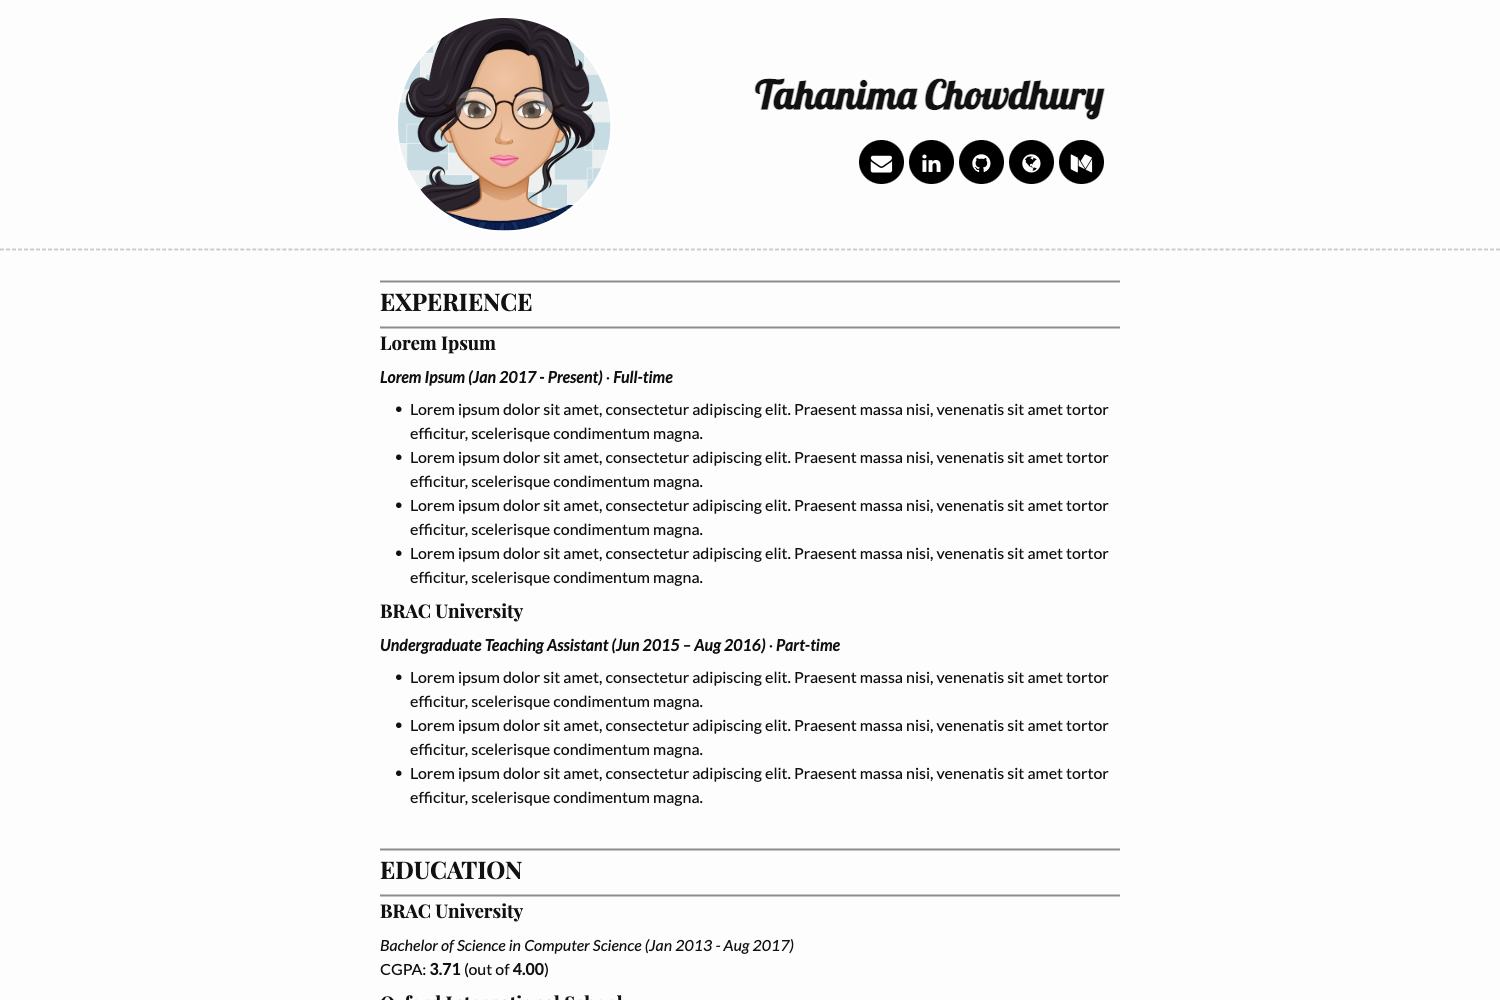 Tahanima Chowdhury
EXPERIENCE
Lorem Ipsum
Lorem Ipsum (Jan 2017 - Present) · Full-time
• Lorem ipsum dolor sit amet, consectetur adipiscing elit. Praesent massa nisi, venenatis sit amet tortor
efficitur, scelerisque condimentum magna.
• Lorem ipsum dolor sit amet, consectetur adipiscing elit. Praesent massa nisi, venenatis sit amet tortor
efficitur, scelerisque condimentum magna.
• Lorem ipsum dolor sit amet, consectetur adipiscing elit. Praesent massa nisi, venenatis sit amet tortor
efficitur, scelerisque condimentum magna.
• Lorem ipsum dolor sit amet, consectetur adipiscing elit. Praesent massa nisi, venenatis sit amet tortor
efficitur, scelerisque condimentum magna.
BRAC University
Undergraduate Teaching Assistant (Jun 2015 – Aug 2016) · Part-time
• Lorem ipsum dolor sit amet, consectetur adipiscing elit. Praesent massa nisi, venenatis sit amet tortor
efficitur, scelerisque condimentum magna.
• Lorem ipsum dolor sit amet, consectetur adipiscing elit. Praesent massa nisi, venenatis sit amet tortor
efficitur, scelerisque condimentum magna.
• Lorem ipsum dolor sit amet, consectetur adipiscing elit. Praesent massa nisi, venenatis sit amet tortor
efficitur, scelerisque condimentum magna.
EDUCATION
BRAC University
Bachelor of Science in Computer Science (Jan 2013 - Aug 2017)
CGPA: 3.71 (out of 4.00)
Oxford International School